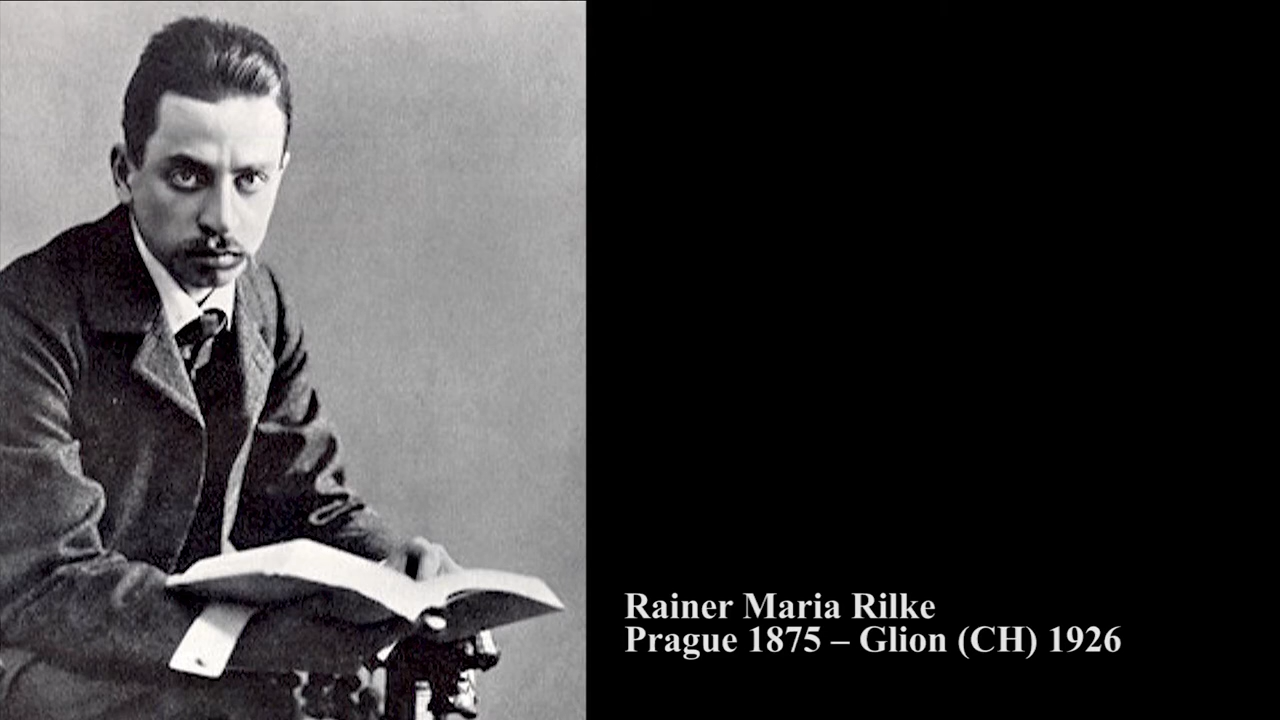 Rainer Maria Rilke
Prague 1875 – Glion (CH) 1926